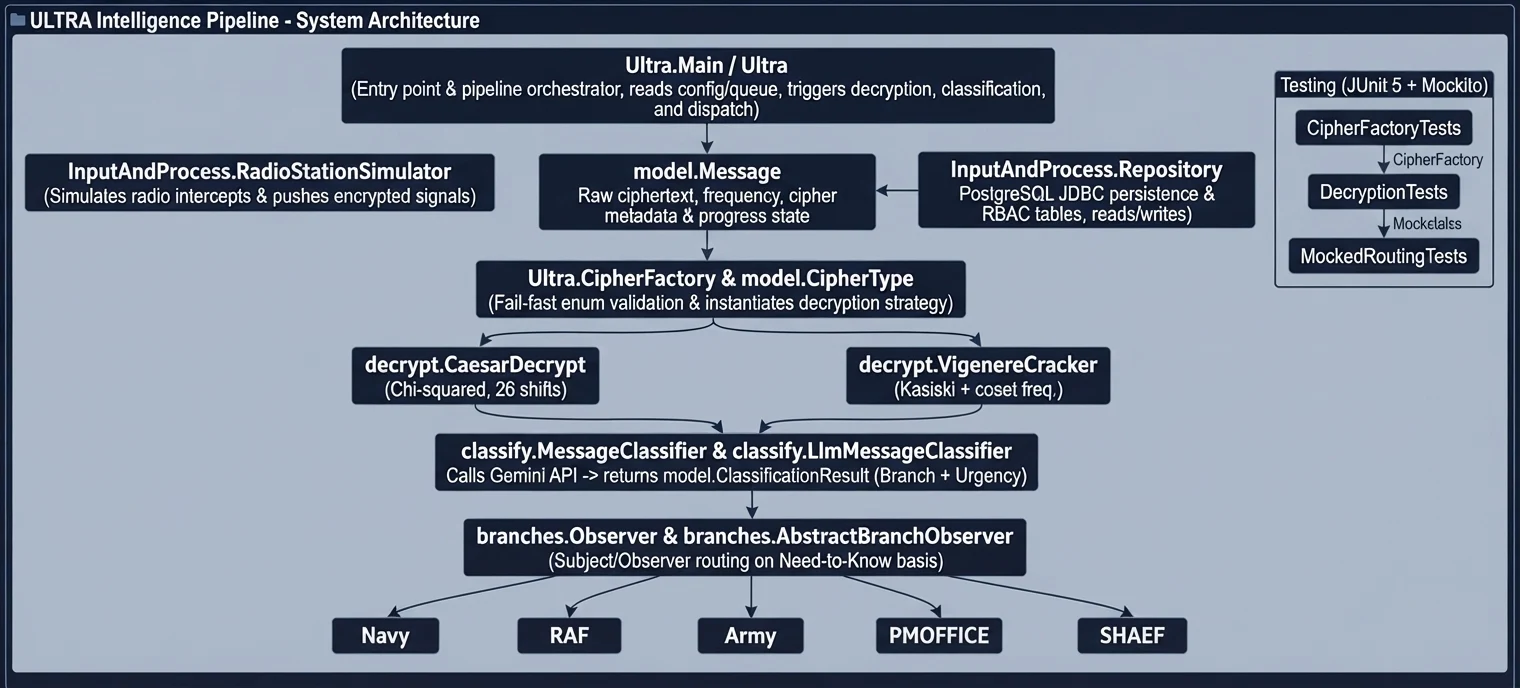 ULTRA Intelligence Pipeline - System Architecture
Ultra.Main / Ultra
(Entry point & pipeline orchestrator, reads config/queue, triggers decryption, classification,
and dispatch)
InputAndProcess.RadioStationSimulator
(Simulates radio intercepts & pushes encrypted signals)
model.Message
Raw ciphertext, frequency, cipher
metadata & progress state
InputAndProcess.Repository
PostgreSQL JDBC persistence &
RBAC tables, reads/writes)
Testing (JUnit 5 + Mockito)
CipherFactoryTests
CipherFactory
DecryptionTests
MockedRoutingTests
Ultra.CipherFactory & model.CipherType
(Fail-fast enum validation & instantiates decryption strategy)
decrypt.CaesarDecrypt
(Chi-squared, 26 shifts)
decrypt.VigenereCracker
(Kasiski + coset freq.)
classify.MessageClassifier & classify.LlmMessageClassifier
Calls Gemini API -> returns model.ClassificationResult (Branch + Urgency)
branches.Observer & branches.AbstractBranchObserver
(Subject/Observer routing on Need-to-Know basis)
Navy
RAF
Army
PMOFFICE
SHAEF